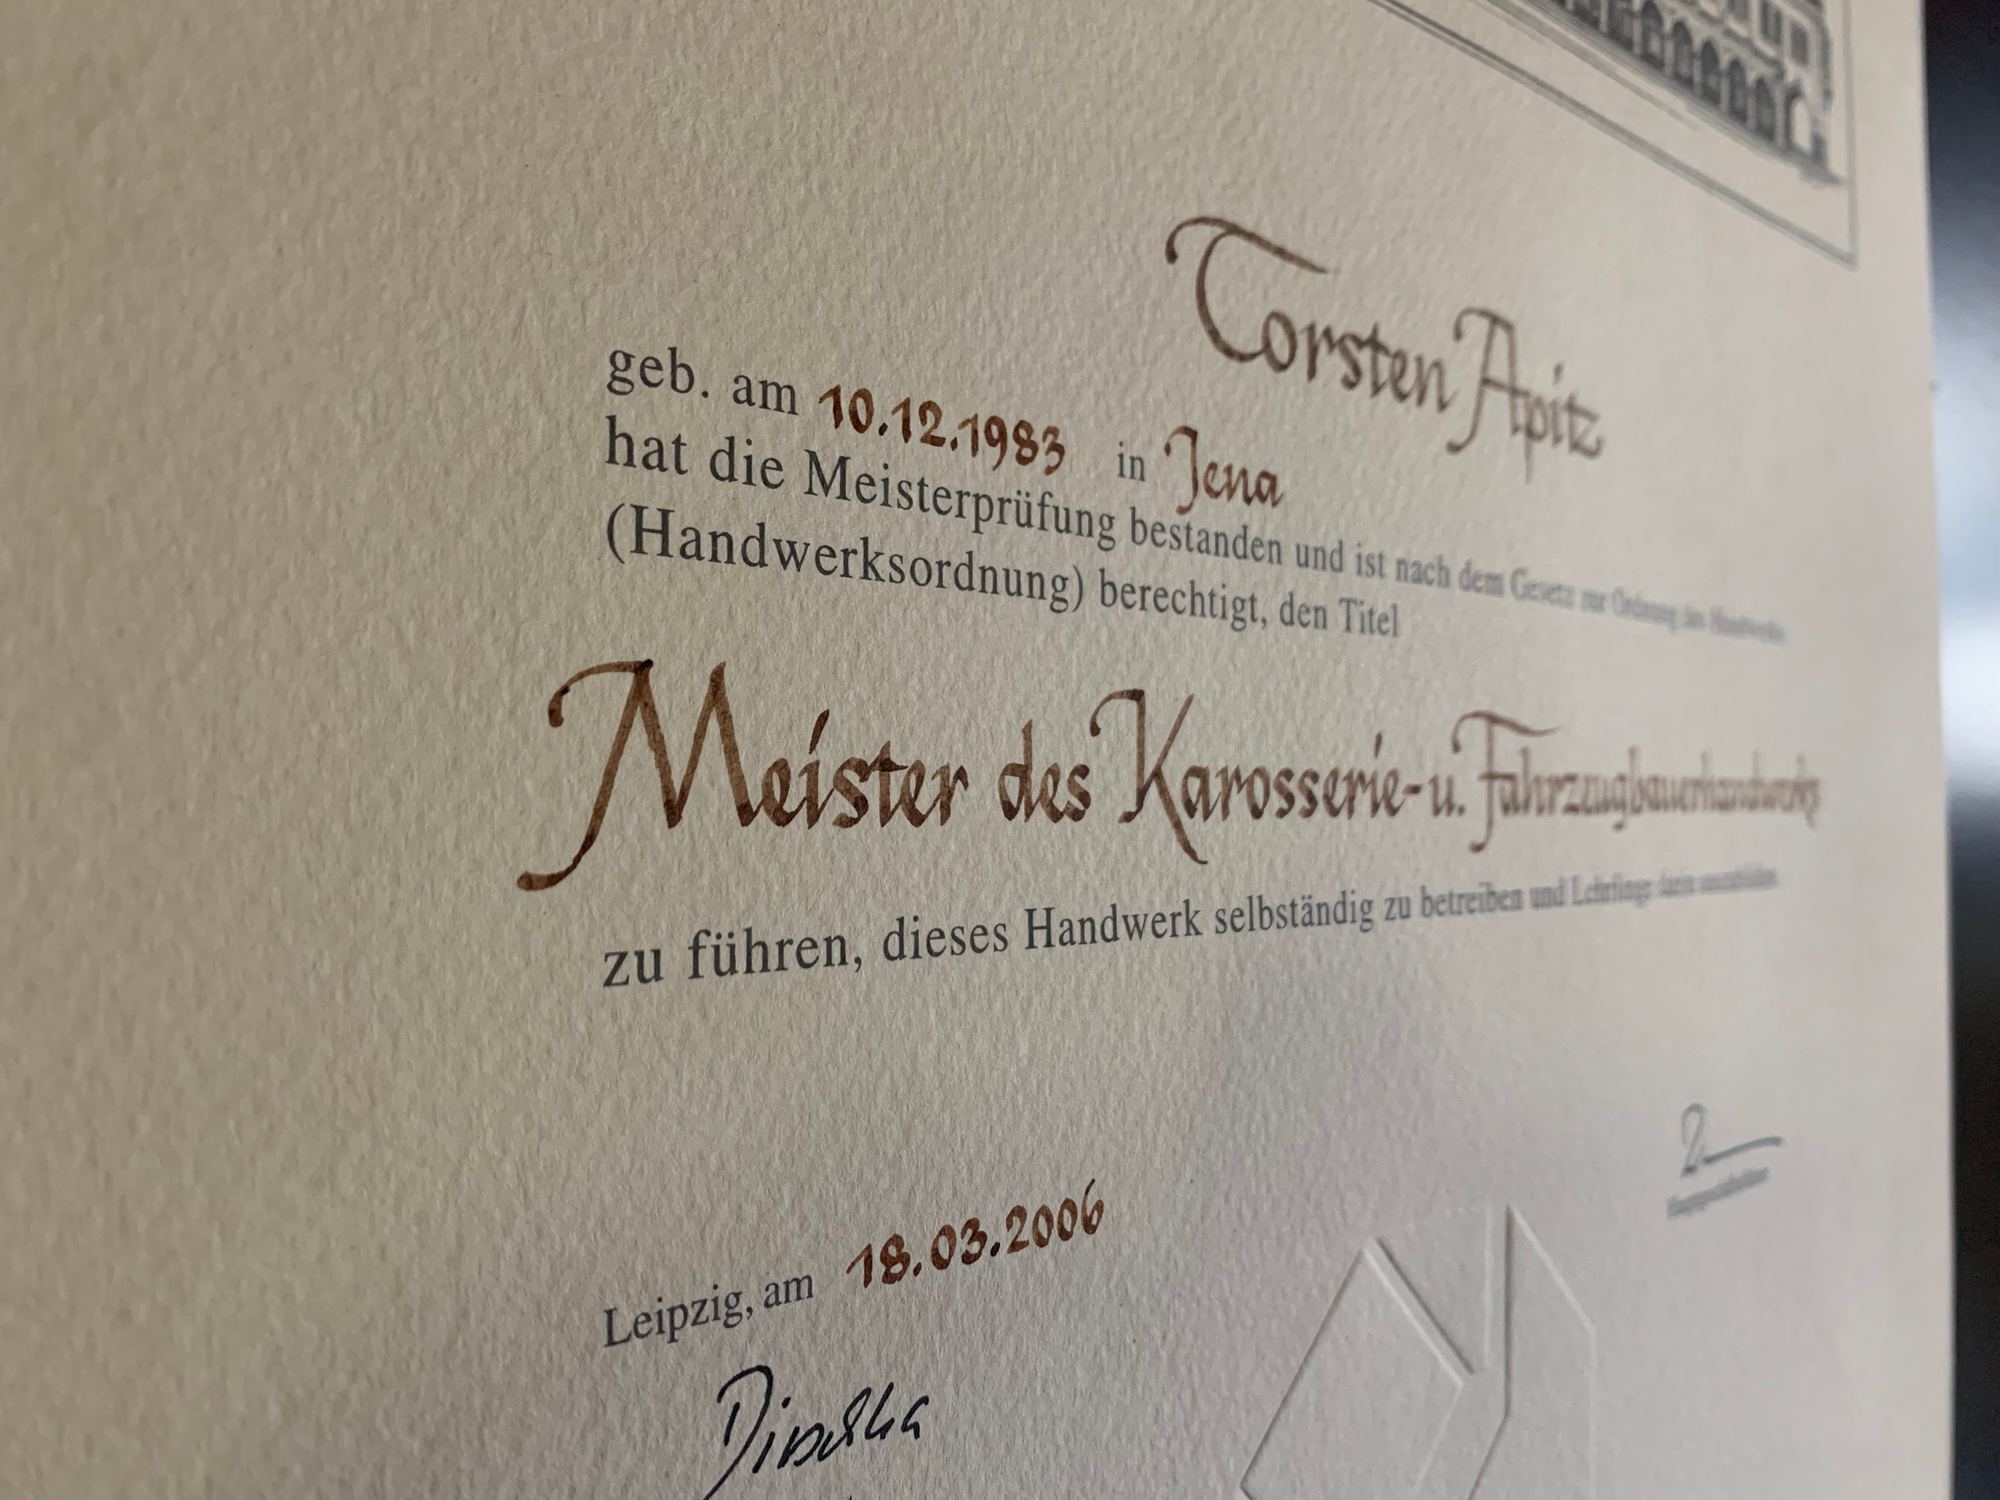 Torsten Apitz
geb. am 10.12.1983 in Jena
hat die Meisterprüfung bestanden und ist nach dem Gesetz zur Ordnung des Handwerks
(Handwerksordnung) berechtigt, den Titel
Meister des Karosserie-u. Fahrzeugbauerhandwerks
zu führen, dieses Handwerk selbständig zu betreiben und Lehrlinge darin auszubilden.
Leipzig, am 18.03.2006